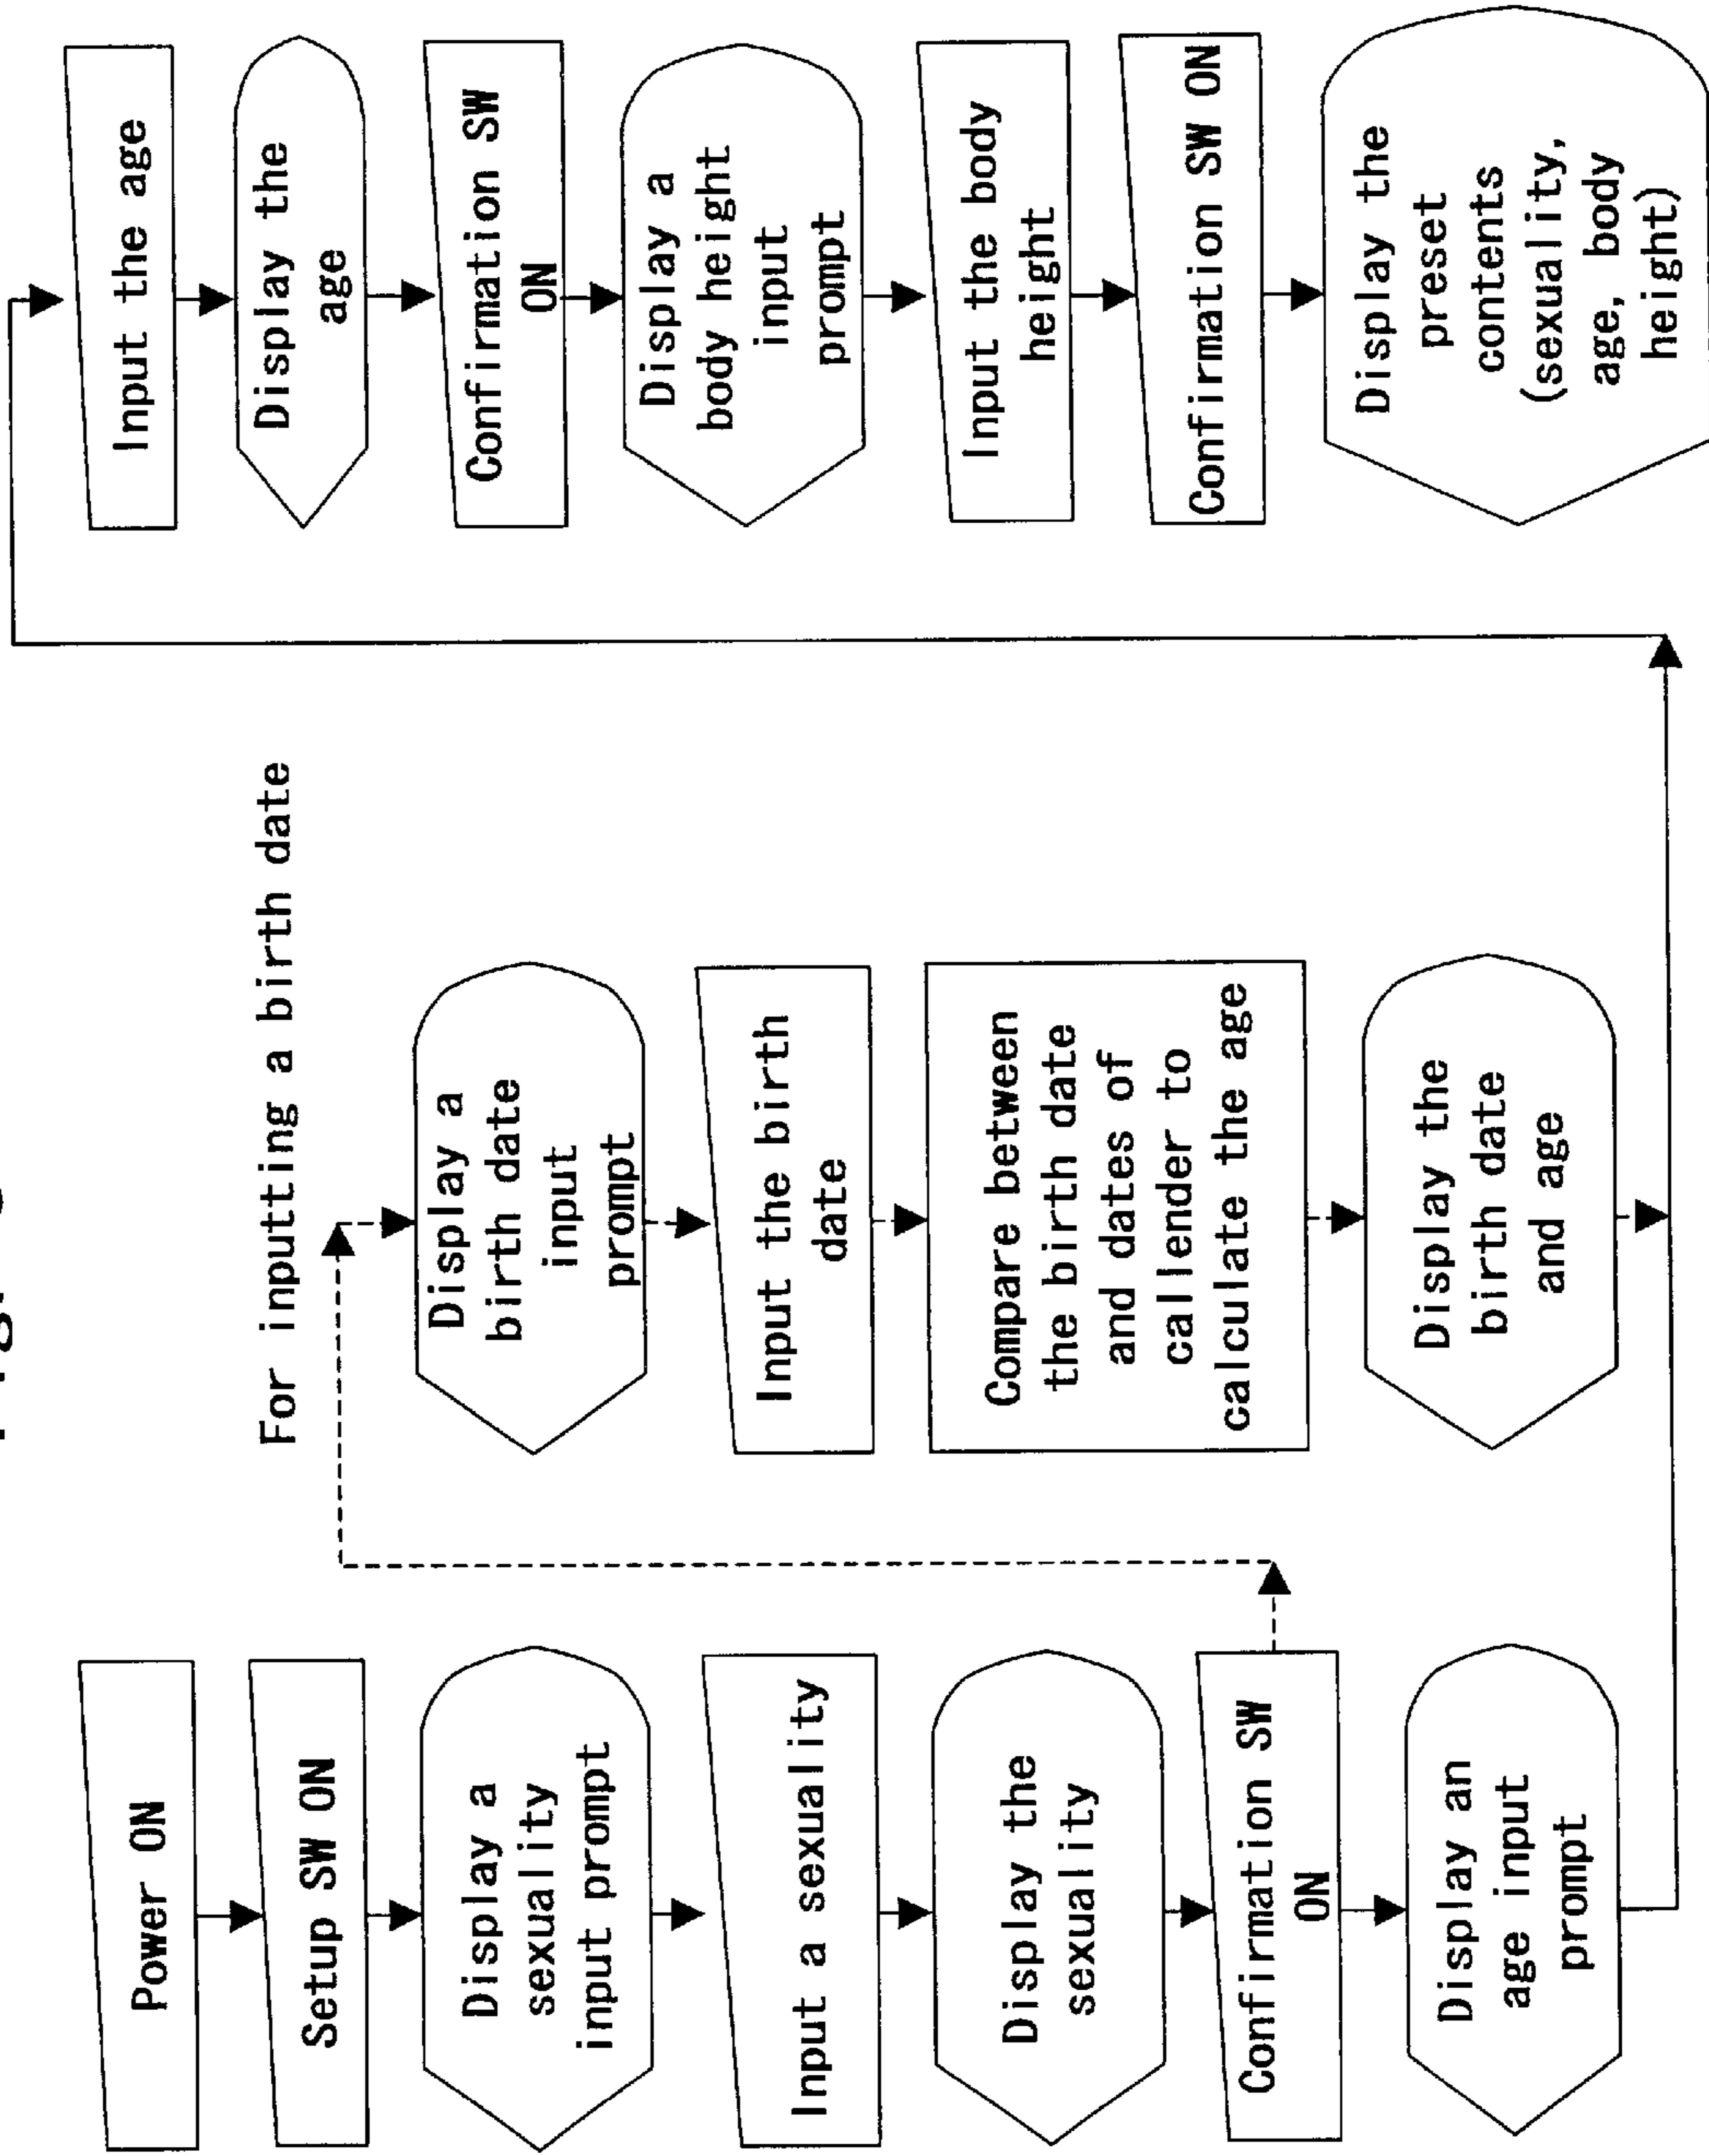 Power ON
Setup SW ON
Display a
sexuality
input prompt
Input a sexuality
Display the
sexuality
Confirmation SW
ON
Display an
age input
prompt
For inputting a birth date
Display a
birth date
input
prompt
Input the birth
date
Compare between
the birth date
and dates of
callender to
calculate the age
Display the
birth date
and age
Input the age
Display the
age
Confirmation SW
ON
Display a
body height
input
prompt
Input the body
height
Confirmation SW ON
Display the
preset
contents
(sexuality,
age, body
height)